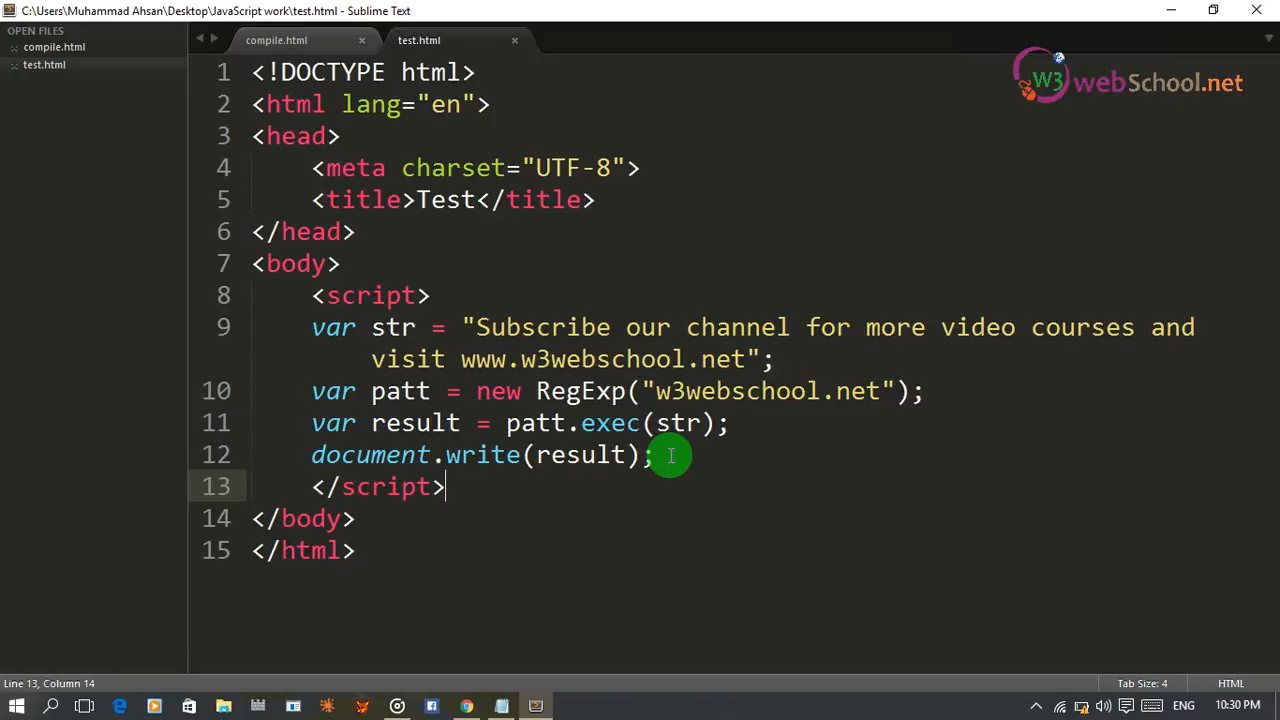 C:\Users\Muhammad Ahsan\Desktop\JavaScript work\test.html - Sublime Text
OPEN FILES
compile.html
test.html
compile.html
test.html
W3 webSchool.net
1 <!DOCTYPE html>
2 <html lang="en">
3 <head>
4 <meta charset="UTF-8">
5 <title>Test</title>
6 </head>
7 <body>
8 <script>
9 var str = "Subscribe our channel for more video courses and
visit www.w3webschool.net";
10 var patt = new RegExp("w3webschool.net");
11 var result = patt.exec(str);
12 document.write(result);
13 </script>
14 </body>
15 </html>
Line 13, Column 14
Tab Size: 4
HTML
ENG
10:30 PM